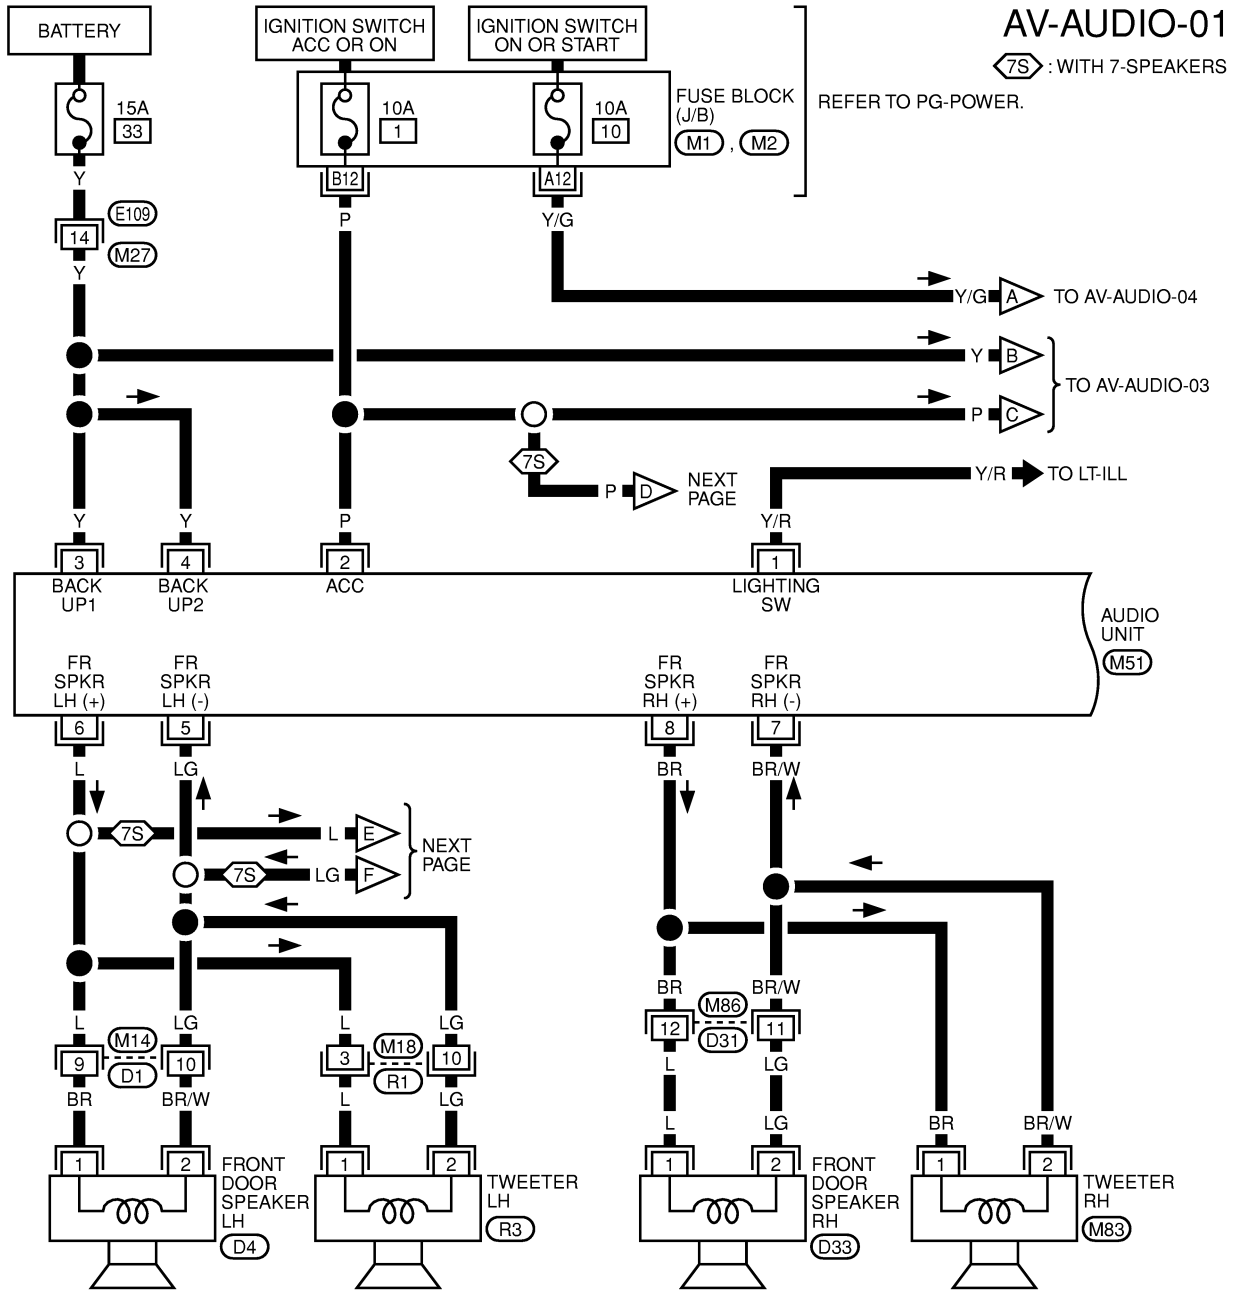 AV-AUDIO-01
7S : WITH 7-SPEAKERS
BATTERY
IGNITION SWITCH
ACC OR ON
IGNITION SWITCH
ON OR START
15A
33
10A
1
10A
10
FUSE BLOCK
(J/B)
M1 , M2
REFER TO PG-POWER.
B12
A12
Y
P
Y/G
E109
14
M27
Y
Y/G
A
TO AV-AUDIO-04
Y
B
TO AV-AUDIO-03
P
C
7S
P
D
NEXT
PAGE
Y/R
TO LT-ILL
Y
Y
P
Y/R
3
4
2
1
BACK
UP1
BACK
UP2
ACC
LIGHTING
SW
AUDIO
UNIT
M51
FR
SPKR
LH (+)
FR
SPKR
LH (-)
FR
SPKR
RH (+)
FR
SPKR
RH (-)
6
5
8
7
L
LG
BR
BR/W
7S
L
E
7S
LG
F
NEXT
PAGE
BR
BR/W
M86
12
11
D31
L
LG
L
LG
L
LG
M14
9
10
D1
M18
3
10
R1
BR
BR/W
L
LG
L
LG
BR
BR/W
1
2
1
2
1
2
1
2
FRONT
DOOR
SPEAKER
LH
D4
TWEETER
LH
R3
FRONT
DOOR
SPEAKER
RH
D33
TWEETER
RH
M83